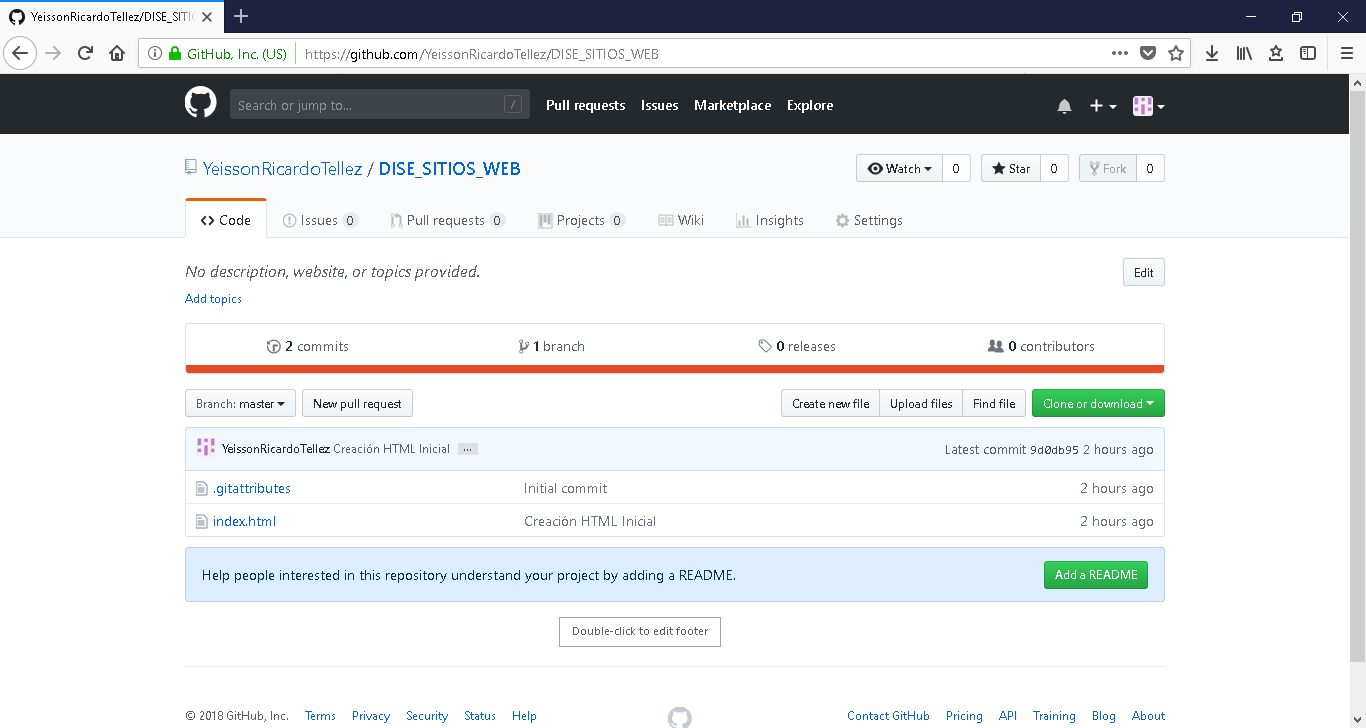 YeissonRicardoTellez/DISE_SITIO
GitHub, Inc. (US) https://github.com/YeissonRicardoTellez/DISE_SITIOS_WEB
Search or jump to... / Pull requests Issues Marketplace Explore
YeissonRicardoTellez / DISE_SITIOS_WEB Watch 0 Star 0 Fork 0
Code Issues 0 Pull requests 0 Projects 0 Wiki Insights Settings
No description, website, or topics provided. Edit
Add topics
2 commits 1 branch 0 releases 0 contributors
Branch: master New pull request Create new file Upload files Find file Clone or download
YeissonRicardoTellez Creación HTML Inicial ... Latest commit 9d0db95 2 hours ago
.gitattributes Initial commit 2 hours ago
index.html Creación HTML Inicial 2 hours ago
Help people interested in this repository understand your project by adding a README. Add a README
Double-click to edit footer
© 2018 GitHub, Inc. Terms Privacy Security Status Help Contact GitHub Pricing API Training Blog About